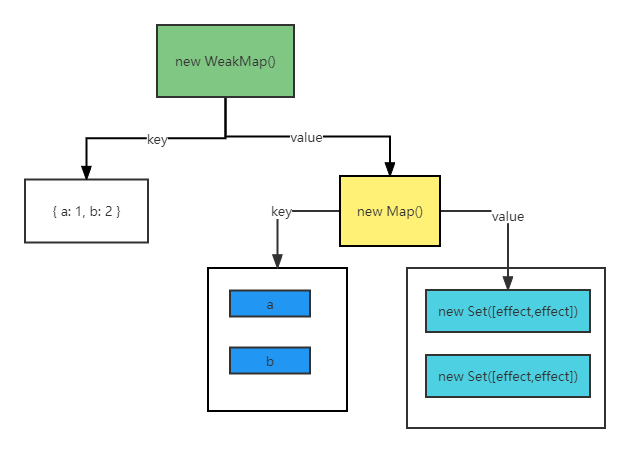 new WeakMap()
key
value
{ a: 1, b: 2 }
new Map()
key
value
a
b
new Set([effect,effect])
new Set([effect,effect])